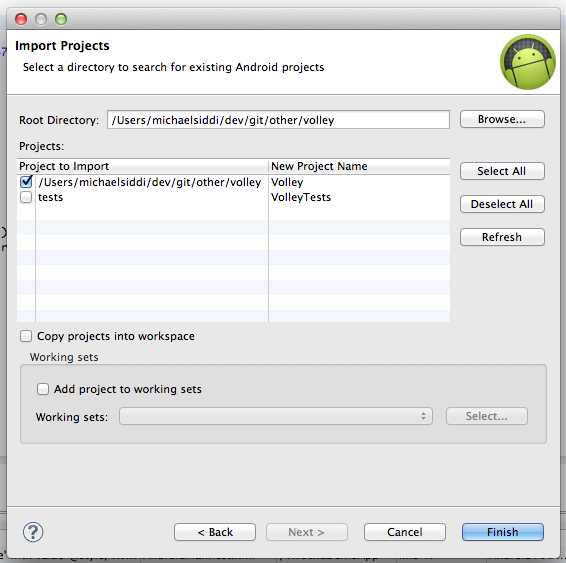 Import Projects
Select a directory to search for existing Android projects
Root Directory: /Users/michaelsiddi/dev/git/other/volley Browse...
Projects:
Project to Import New Project Name
/Users/michaelsiddi/dev/git/other/volley Volley
tests VolleyTests
Select All
Deselect All
Refresh
Copy projects into workspace
Working sets
Add project to working sets
Working sets: Select...
? < Back Next > Cancel Finish